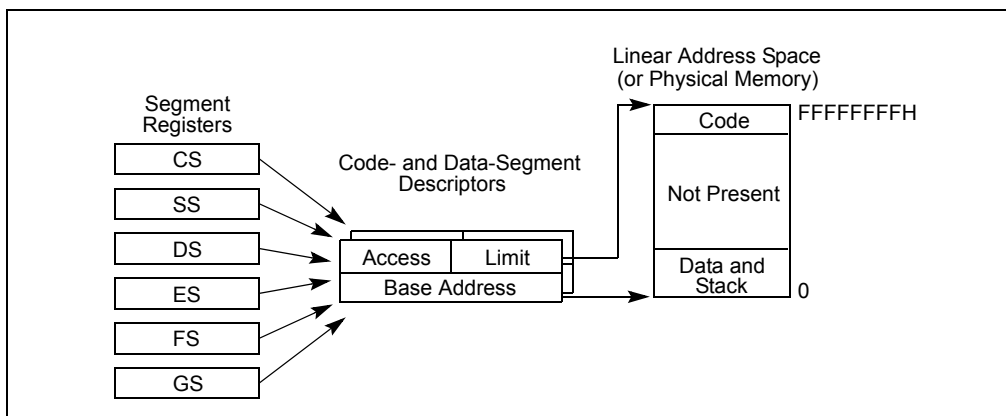 Linear Address Space
(or Physical Memory)
Segment
Registers
CS
SS
DS
ES
FS
GS
Code- and Data-Segment
Descriptors
Access
Limit
Base Address
Code
FFFFFFFFH
Not Present
Data and
Stack
0